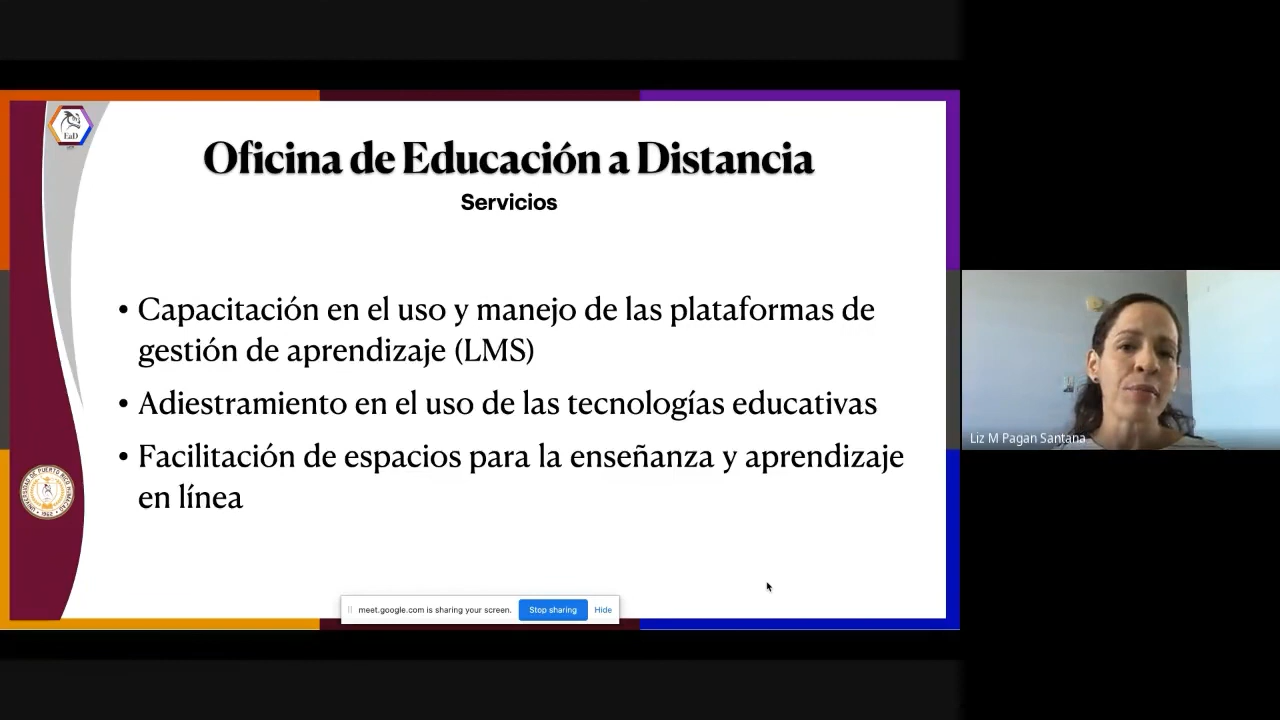 EaD
Oficina de Educación a Distancia
Servicios
• Capacitación en el uso y manejo de las plataformas de
gestión de aprendizaje (LMS)
• Adiestramiento en el uso de las tecnologías educativas
• Facilitación de espacios para la enseñanza y aprendizaje
en línea
Liz M Pagan Santana
meet.google.com is sharing your screen.
Stop sharing
Hide